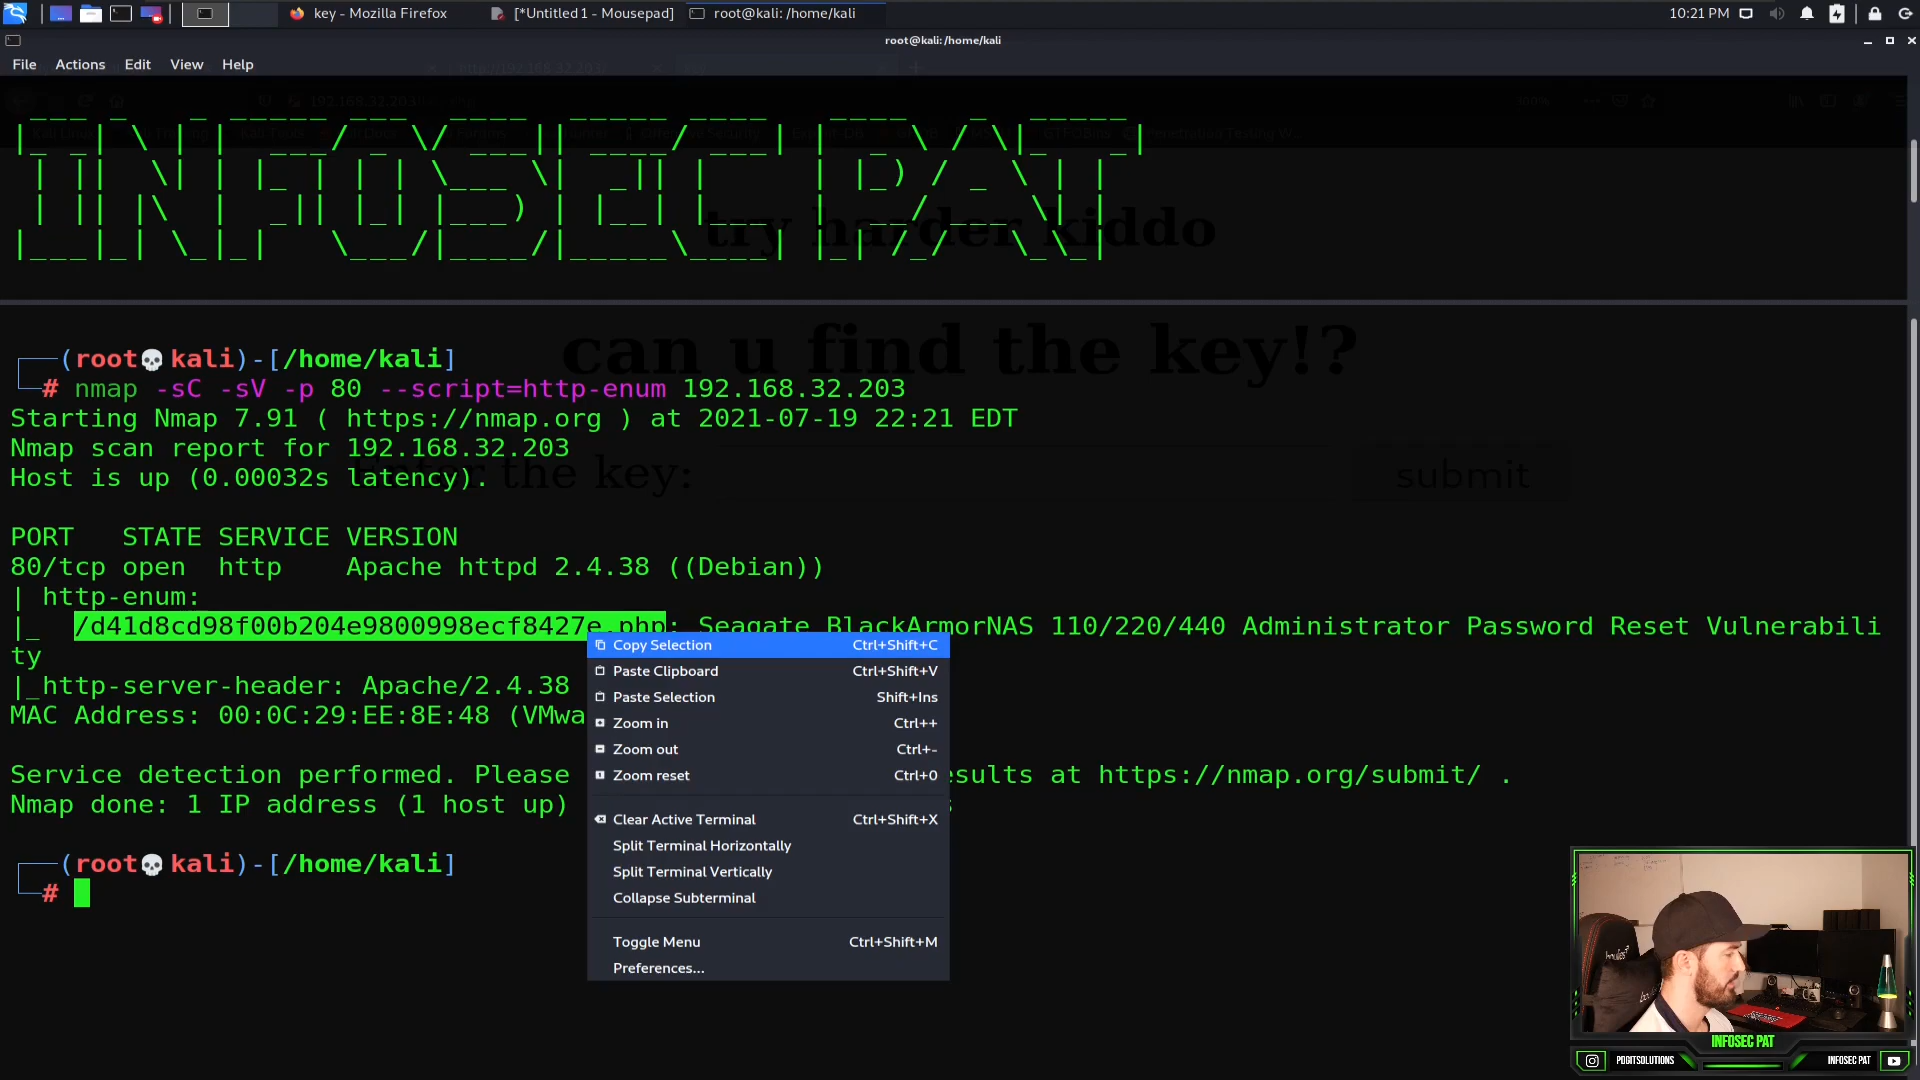 key - Mozilla Firefox
[*Untitled 1 - Mousepad]
root@kali: /home/kali
10:21 PM
root@kali: /home/kali
File Actions Edit View Help
192.168.32.203
INFOSEC PAT
try harder kiddo
can u find the key!?
the key:
submit
(root💀kali)-[/home/kali]
# nmap -sC -sV -p 80 --script=http-enum 192.168.32.203
Starting Nmap 7.91 ( https://nmap.org ) at 2021-07-19 22:21 EDT
Nmap scan report for 192.168.32.203
Host is up (0.00032s latency).
PORT   STATE SERVICE VERSION
80/tcp open  http    Apache httpd 2.4.38 ((Debian))
| http-enum:
|_  /d41d8cd98f00b204e9800998ecf8427e.php: Seagate BlackArmorNAS 110/220/440 Administrator Password Reset Vulnerabili
ty
|_http-server-header: Apache/2.4.38
MAC Address: 00:0C:29:EE:8E:48 (VMwa
Service detection performed. Please
esults at https://nmap.org/submit/ .
Nmap done: 1 IP address (1 host up)
(root💀kali)-[/home/kali]
#
Copy Selection Ctrl+Shift+C
Paste Clipboard Ctrl+Shift+V
Paste Selection Shift+Ins
Zoom in Ctrl++
Zoom out Ctrl+-
Zoom reset Ctrl+0
Clear Active Terminal Ctrl+Shift+X
Split Terminal Horizontally
Split Terminal Vertically
Collapse Subterminal
Toggle Menu Ctrl+Shift+M
Preferences...
INFOSEC PAT
PDBITSOLUTIONS
INFOSEC PAT